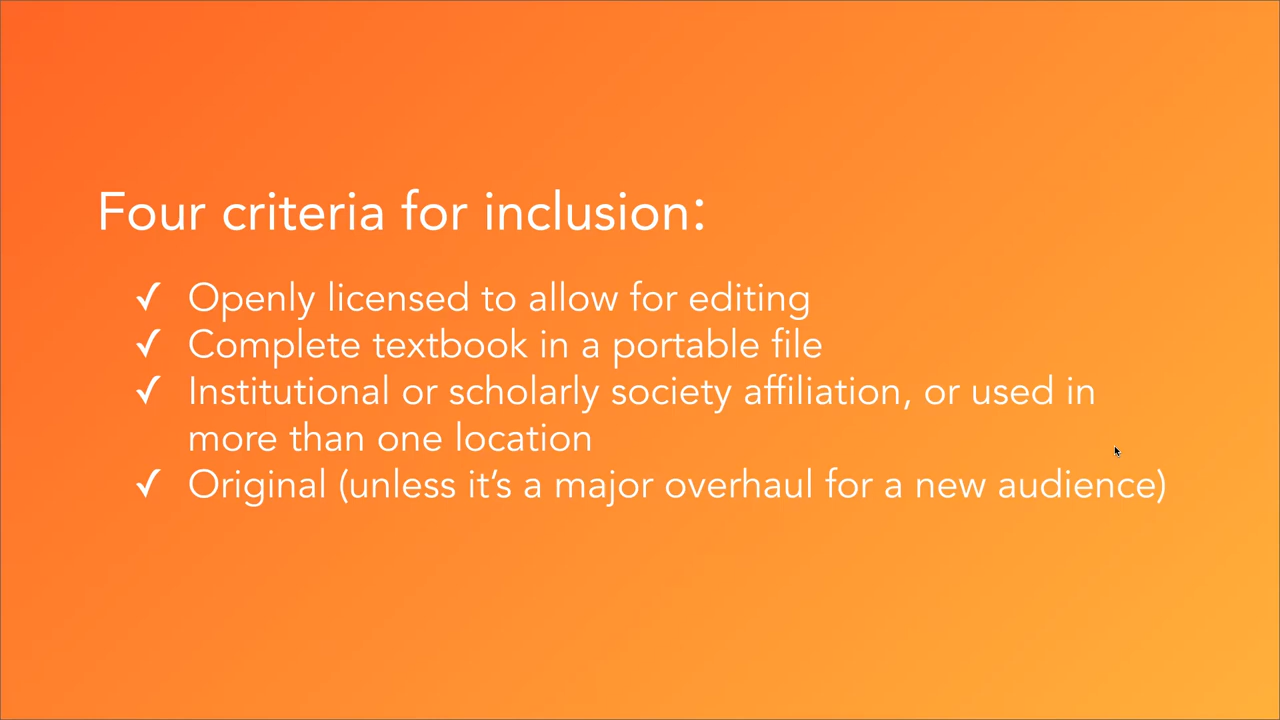 Four criteria for inclusion:
✓ Openly licensed to allow for editing
✓ Complete textbook in a portable file
✓ Institutional or scholarly society affiliation, or used in
more than one location
✓ Original (unless it’s a major overhaul for a new audience)